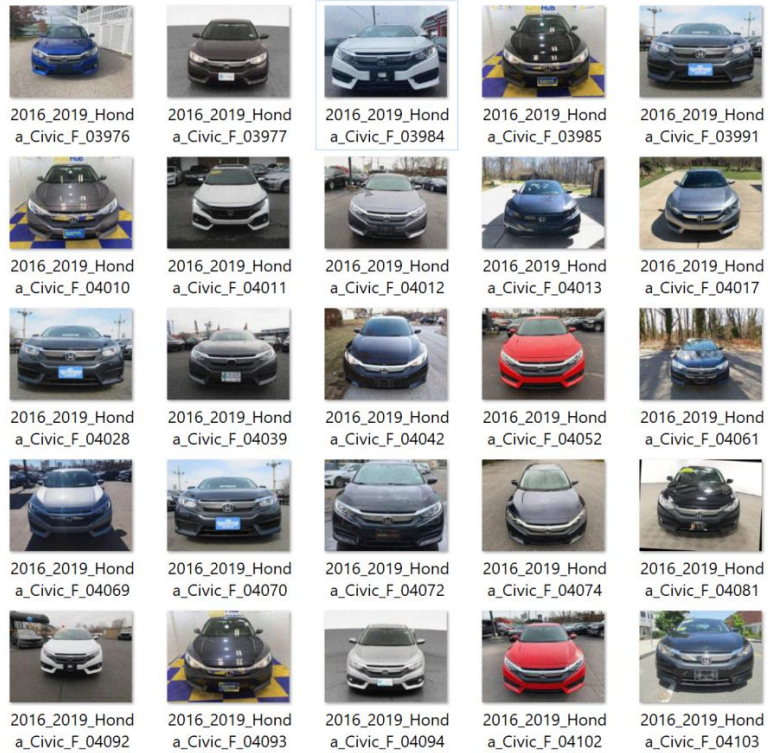 2016_2019_Hond 2016_2019_Hond 2016_2019_Hond 2016_2019_Hond 2016_2019_Hond
a_Civic_F_03976 a_Civic_F_03977 a_Civic_F_03984 a_Civic_F_03985 a_Civic_F_03991
2016_2019_Hond 2016_2019_Hond 2016_2019_Hond 2016_2019_Hond 2016_2019_Hond
a_Civic_F_04010 a_Civic_F_04011 a_Civic_F_04012 a_Civic_F_04013 a_Civic_F_04017
2016_2019_Hond 2016_2019_Hond 2016_2019_Hond 2016_2019_Hond 2016_2019_Hond
a_Civic_F_04028 a_Civic_F_04039 a_Civic_F_04042 a_Civic_F_04052 a_Civic_F_04061
2016_2019_Hond 2016_2019_Hond 2016_2019_Hond 2016_2019_Hond 2016_2019_Hond
a_Civic_F_04069 a_Civic_F_04070 a_Civic_F_04072 a_Civic_F_04074 a_Civic_F_04081
2016_2019_Hond 2016_2019_Hond 2016_2019_Hond 2016_2019_Hond 2016_2019_Hond
a_Civic_F_04092 a_Civic_F_04093 a_Civic_F_04094 a_Civic_F_04102 a_Civic_F_04103